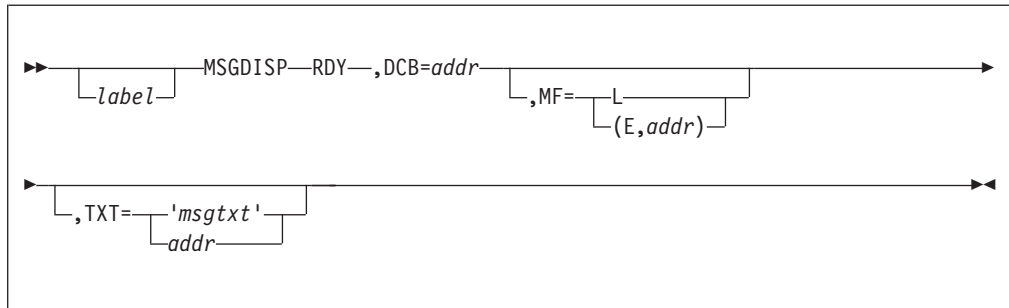 MSGDISP RDY ,DCB=addr
label
,MF= L
(E,addr)
,TXT= 'msgtxt'
addr